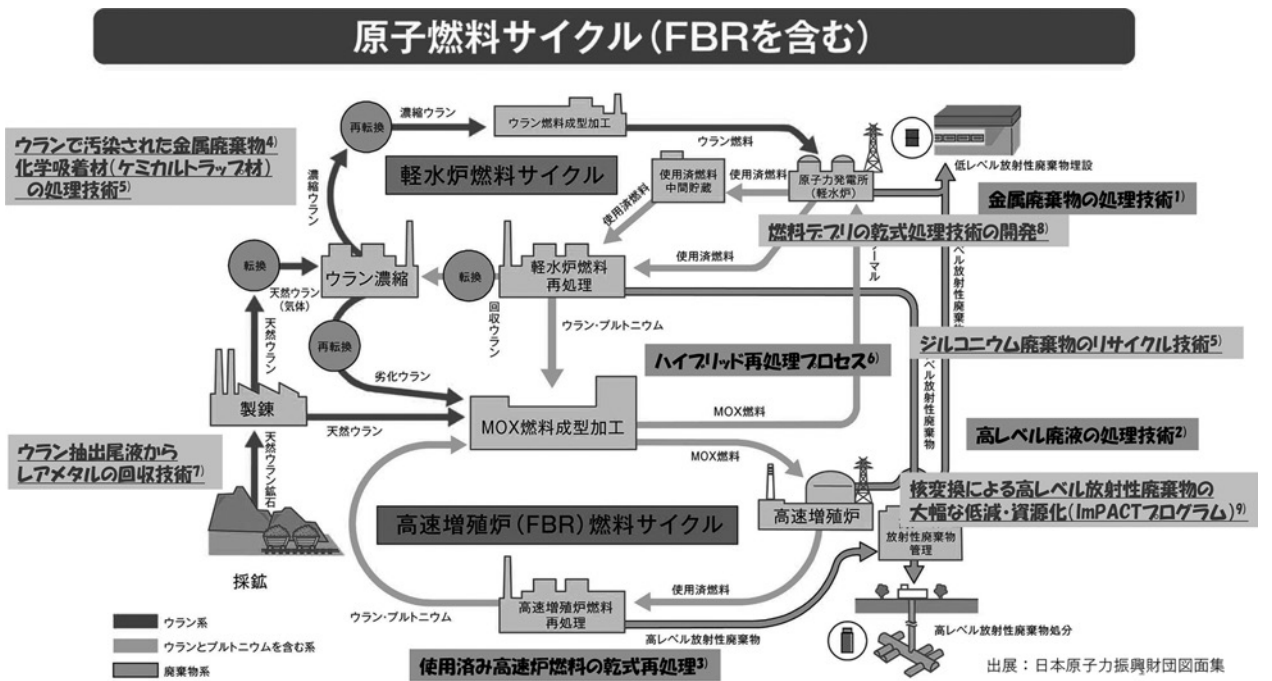 原子燃料サイクル(FBRを含む)
ウランで汚染された金属廃棄物4)
化学吸着材(ケミカルトラップ材)
の処理技術5)
再転換
濃縮ウラン
ウラン燃料成型加工
ウラン燃料
低レベル放射性廃棄物埋設
濃縮ウラン
軽水炉燃料サイクル
使用済燃料
中間貯蔵
使用済燃料
原子力発電所
(軽水炉)
金属廃棄物の処理技術1)
使用済燃料
燃料デブリの乾式処理技術の開発8)
転換
天然ウラン
(気体)
ウラン濃縮
転換
回収ウラン
軽水炉燃料
再処理
使用済燃料
ーマル
ベル放射性廃棄物
天然ウラン
再転換
ウラン・プルトニウム
ジルコニウム廃棄物のリサイクル技術5)
ハイブリッド再処理プロセス6)
ベル放射性廃棄物
劣化ウラン
製錬
天然ウラン
MOX燃料成型加工
MOX燃料
MOX燃料
高レベル廃液の処理技術2)
ウラン抽出尾液から
レアメタルの回収技術7)
天然ウラン鉱石
採鉱
高速増殖炉(FBR)燃料サイクル
高速増殖炉
核変換による高レベル放射性廃棄物の
大幅な低減・資源化(ImPACTプログラム)9)
放射性廃棄物
管理
ウラン・プルトニウム
高速増殖炉燃料
再処理
使用済燃料
高レベル放射性廃棄物
高レベル放射性廃棄物処分
ウラン系
ウランとプルトニウムを含む系
廃棄物系
使用済み高速炉燃料の乾式再処理3)
出展：日本原子力振興財団図面集